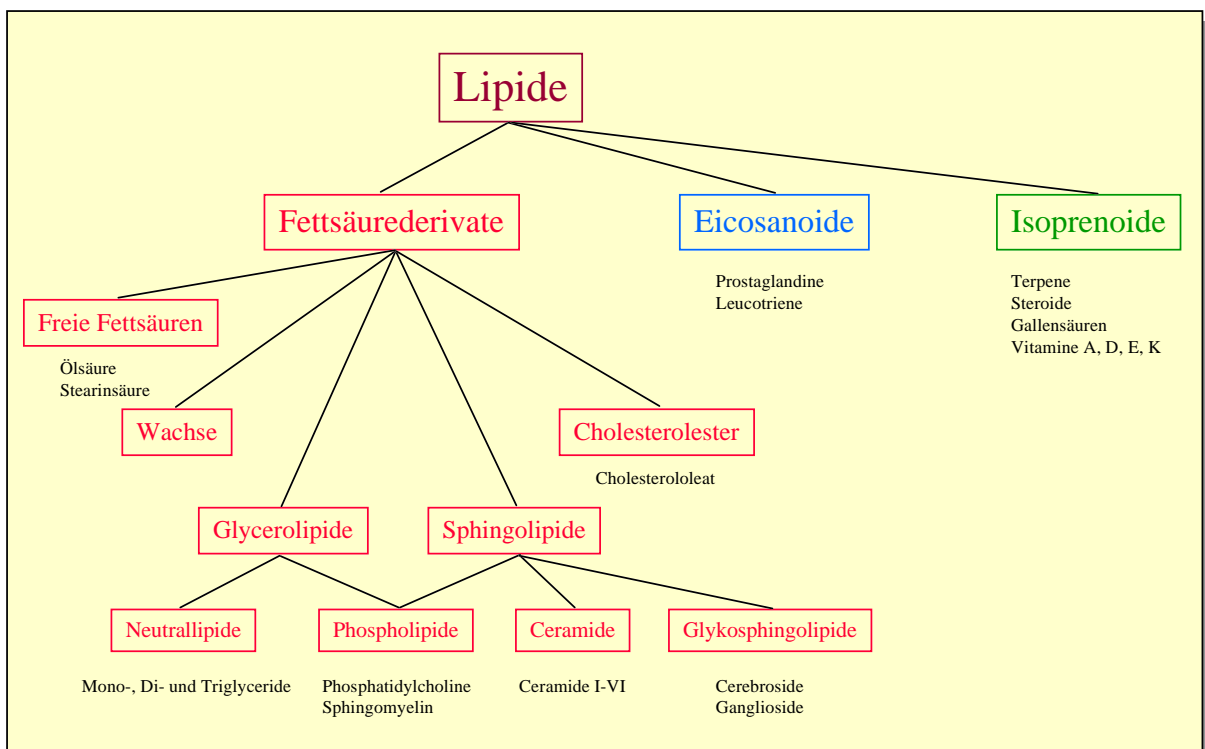 Lipide
Fettsäurederivate
Eicosanoide
Isoprenoide
Prostaglandine
Leucotriene
Terpene
Steroide
Gallensäuren
Vitamine A, D, E, K
Freie Fettsäuren
Ölsäure
Stearinsäure
Wachse
Cholesterolester
Cholesterololeat
Glycerolipide
Sphingolipide
Neutrallipide
Phospholipide
Ceramide
Glykosphingolipide
Mono-, Di- und Triglyceride
Phosphatidylcholine
Sphingomyelin
Ceramide I-VI
Cerebroside
Ganglioside